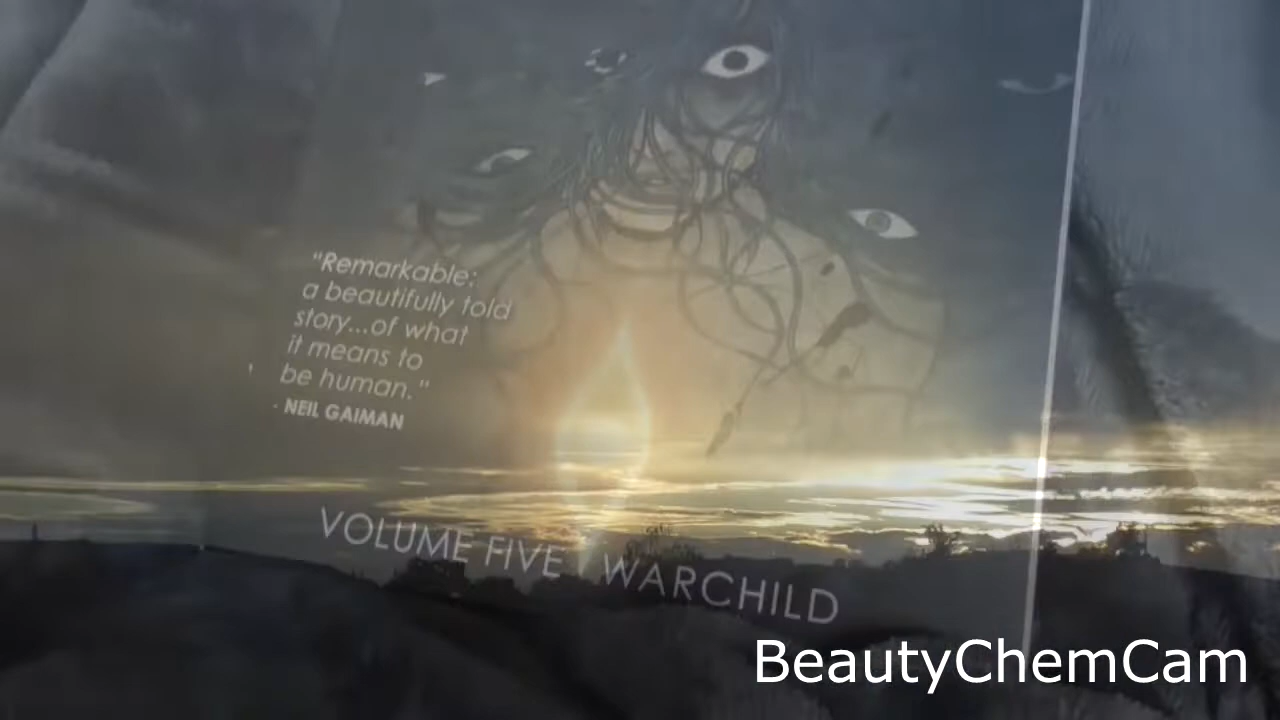 "Remarkable:
a beautifully told
story...of what
it means to
be human."
- NEIL GAIMAN
VOLUME FIVE WARCHILD
BeautyChemCam